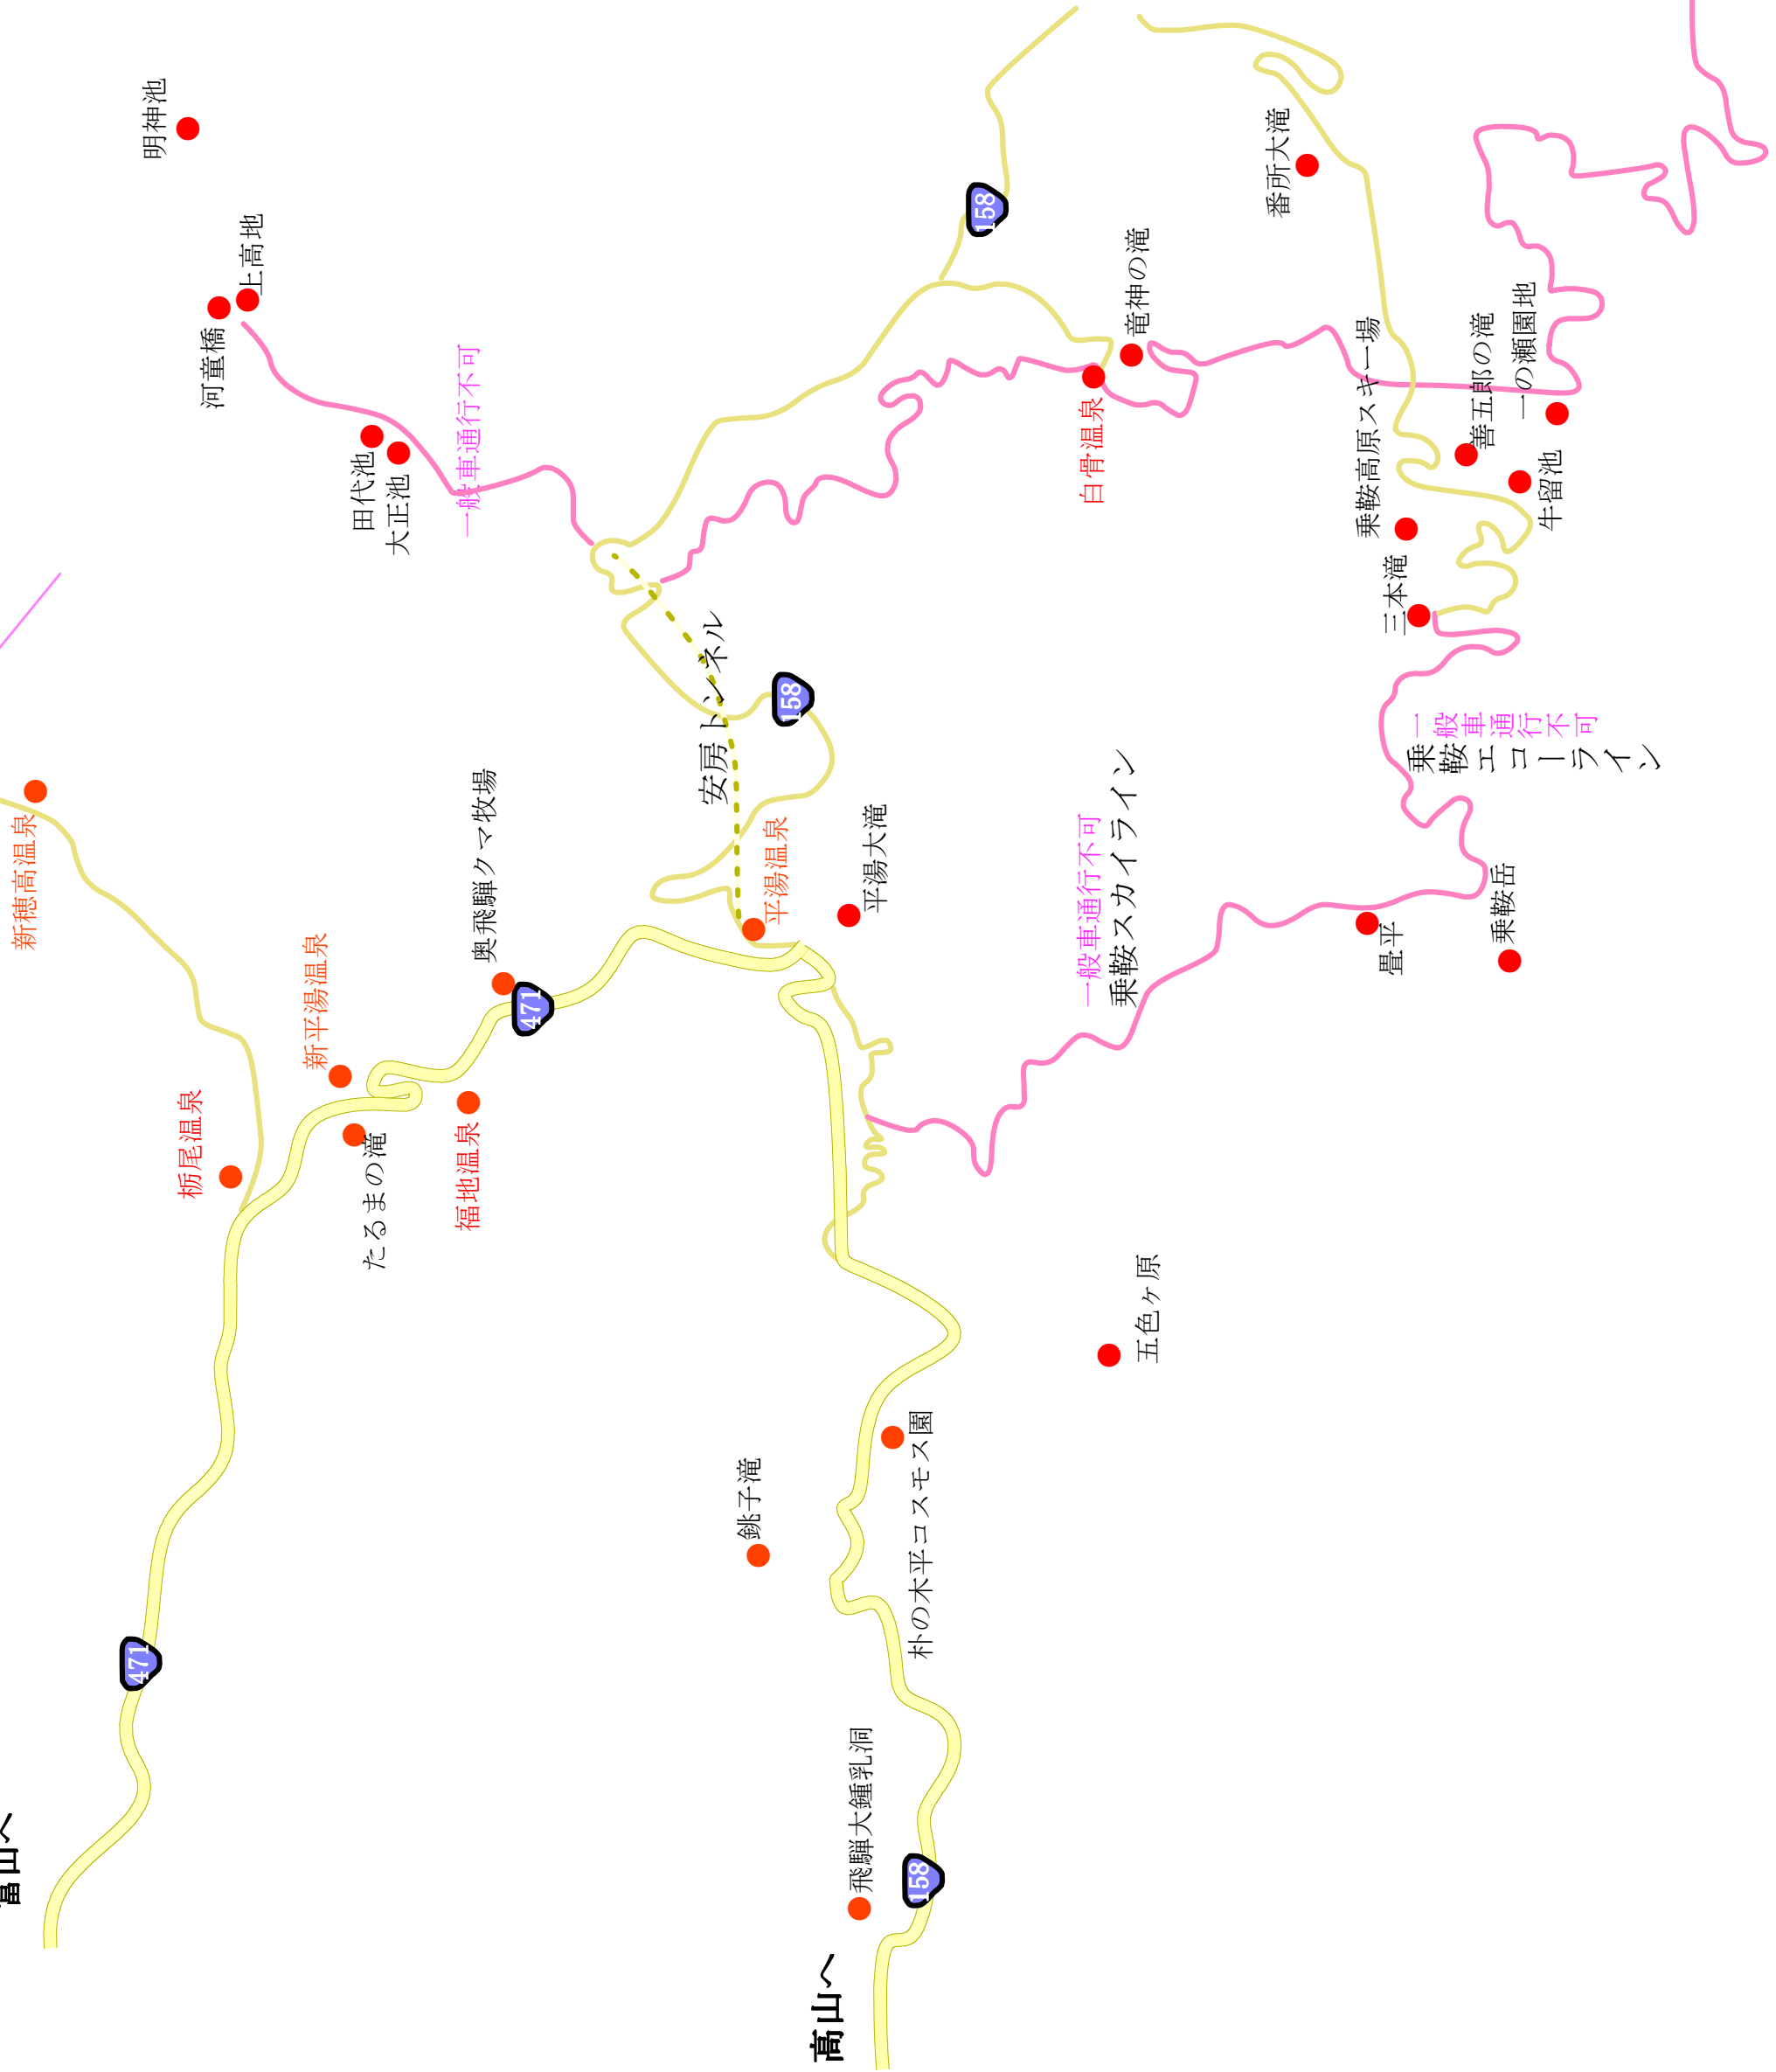 明神池
上高地
河童橋
田代池
大正池
一般車通行不可
158
番所大滝
竜神の滝
白骨温泉
乗鞍高原スキー場
善五郎の滝
一の瀬園地
牛留池
三本滝
一般車通行不可
乗鞍エコーライン
安房トンネル
158
新穂高温泉
奥飛騨クマ牧場
平湯温泉
平湯大滝
一般車通行不可
乗鞍スカイライン
畳平
乗鞍岳
新平湯温泉
471
栃尾温泉
たるまの滝
福地温泉
五色ヶ原
銚子滝
朴の木平コスモス園
471
飛騨大鍾乳洞
158
富山へ
高山へ